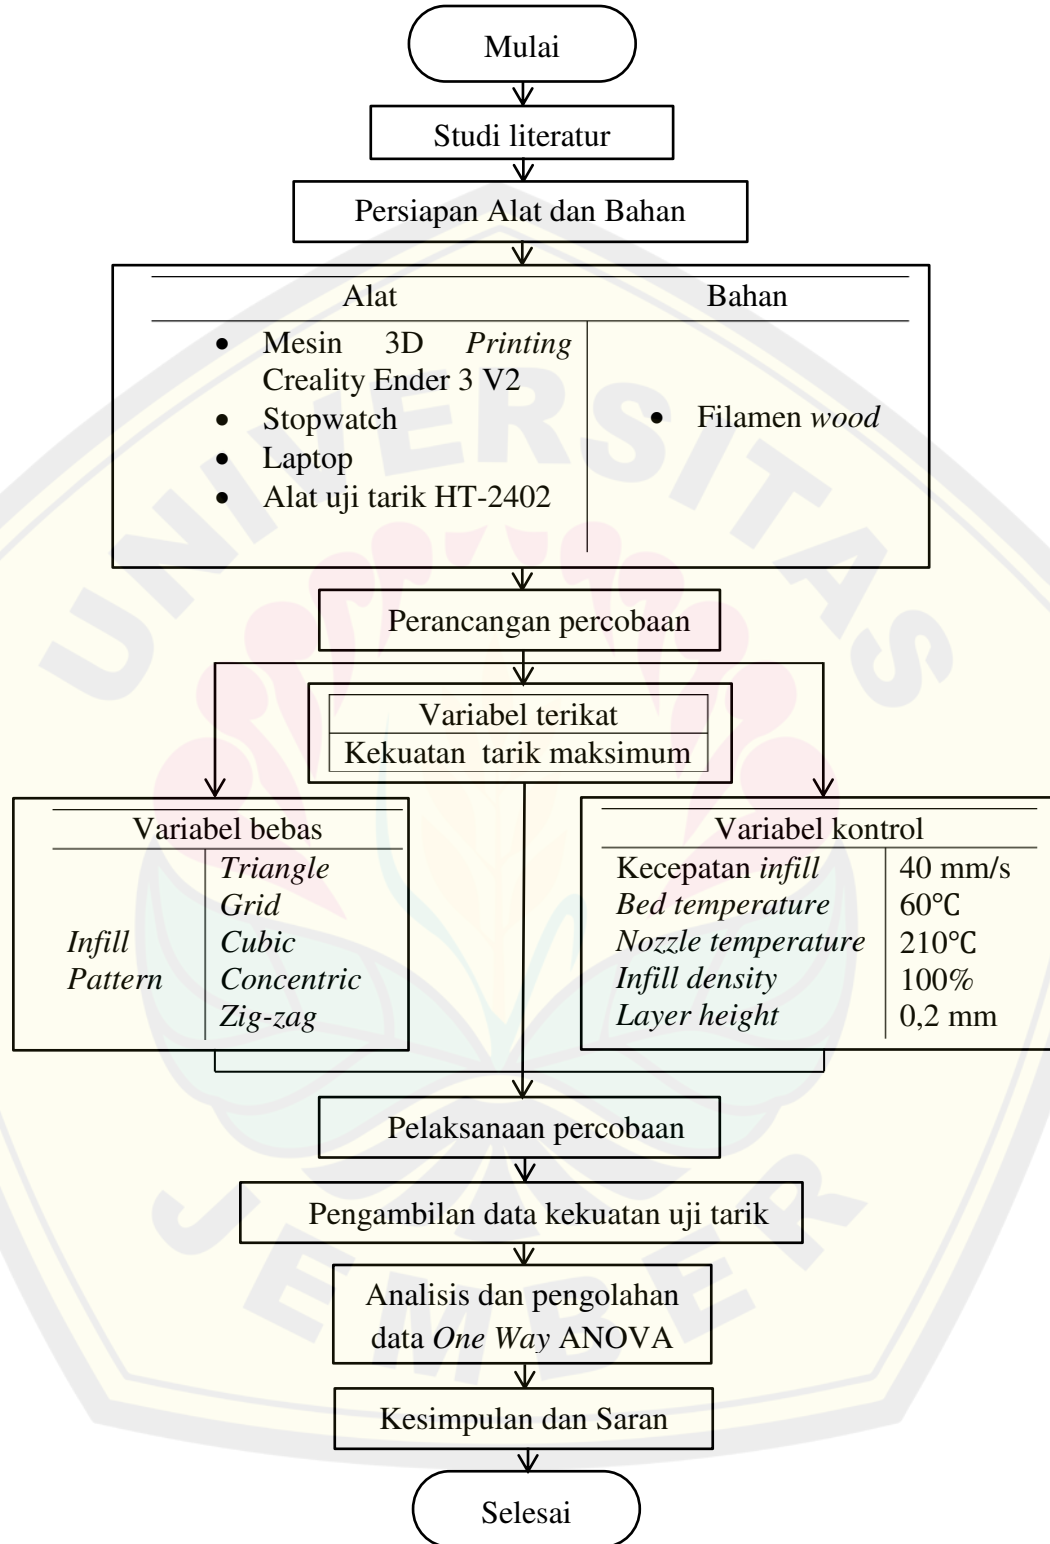 Mulai
Studi literatur
Persiapan Alat dan Bahan
Alat
Bahan
• Mesin 3D Printing
Creality Ender 3 V2
• Stopwatch
• Laptop
• Alat uji tarik HT-2402
• Filamen wood
Perancangan percobaan
Variabel terikat
Kekuatan tarik maksimum
Variabel bebas
Infill
Pattern
Triangle
Grid
Cubic
Concentric
Zig-zag
Variabel kontrol
Kecepatan infill 40 mm/s
Bed temperature 60℃
Nozzle temperature 210℃
Infill density 100%
Layer height 0,2 mm
Pelaksanaan percobaan
Pengambilan data kekuatan uji tarik
Analisis dan pengolahan
data One Way ANOVA
Kesimpulan dan Saran
Selesai
UNIVERSITAS
JEMBER